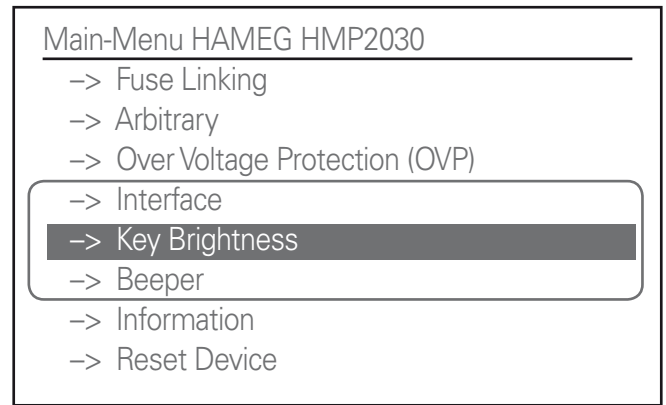 Main-Menu HAMEG HMP2030
–> Fuse Linking
–> Arbitrary
–> Over Voltage Protection (OVP)
–> Interface
–> Key Brightness
–> Beeper
–> Information
–> Reset Device